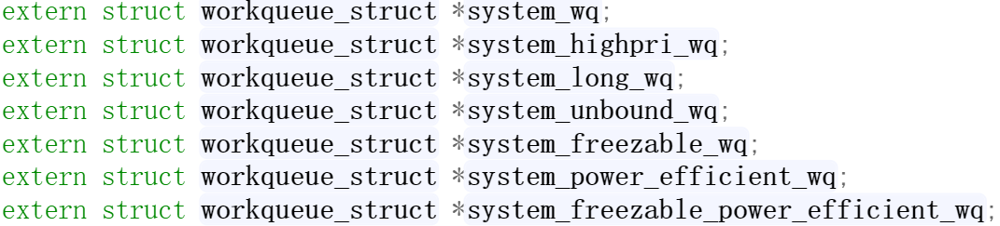 extern struct workqueue_struct *system_wq;
extern struct workqueue_struct *system_highpri_wq;
extern struct workqueue_struct *system_long_wq;
extern struct workqueue_struct *system_unbound_wq;
extern struct workqueue_struct *system_freezable_wq;
extern struct workqueue_struct *system_power_efficient_wq;
extern struct workqueue_struct *system_freezable_power_efficient_wq;